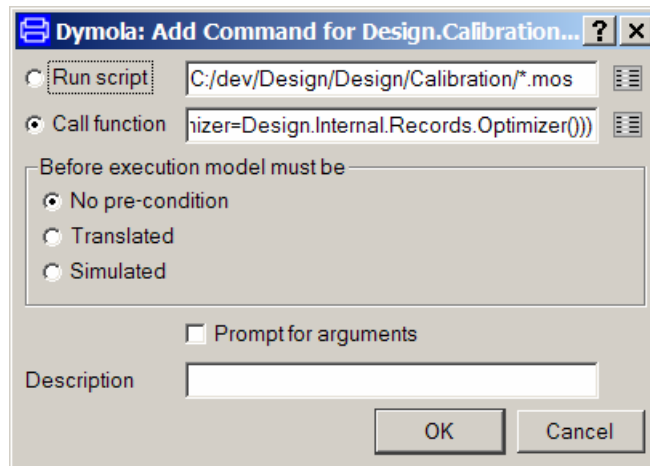 Dymola: Add Command for Design.Calibration...
Run script C:/dev/Design/Design/Calibration/*.mos
Call function nizer=Design.Internal.Records.Optimizer()))
Before execution model must be
No pre-condition
Translated
Simulated
Prompt for arguments
Description
OK Cancel